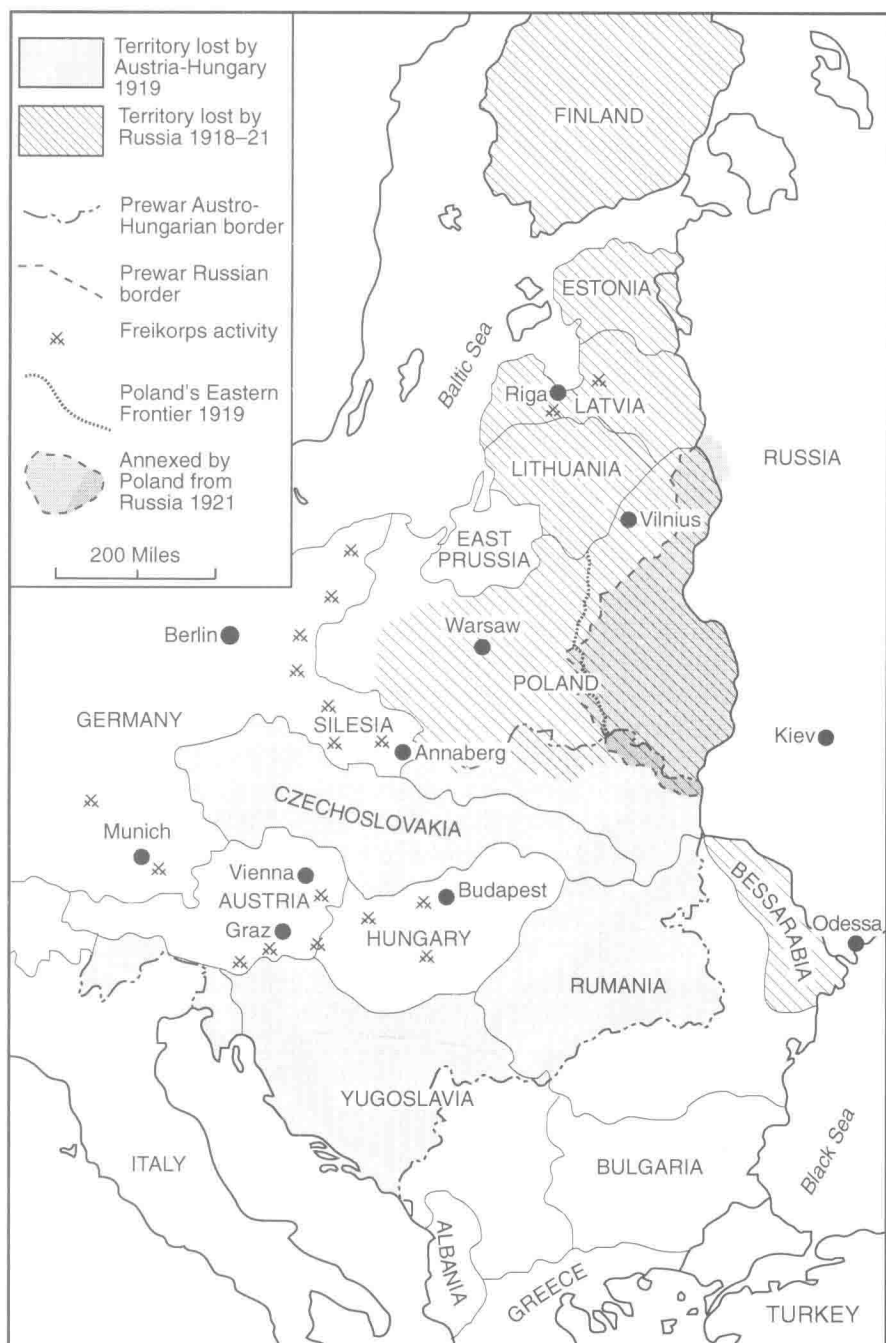 Territory lost by
Austria-Hungary
1919
Territory lost by
Russia 1918–21
Prewar Austro-
Hungarian border
Prewar Russian
border
Freikorps activity
Poland's Eastern
Frontier 1919
Annexed by
Poland from
Russia 1921
200 Miles
FINLAND
ESTONIA
Baltic Sea
Riga
LATVIA
LITHUANIA
RUSSIA
Vilnius
EAST
PRUSSIA
Berlin
Warsaw
POLAND
GERMANY
SILESIA
Annaberg
Kiev
CZECHOSLOVAKIA
Munich
Vienna
AUSTRIA
Budapest
Graz
HUNGARY
BESSARABIA
Odessa
RUMANIA
YUGOSLAVIA
ITALY
BULGARIA
Black Sea
ALBANIA
GREECE
TURKEY